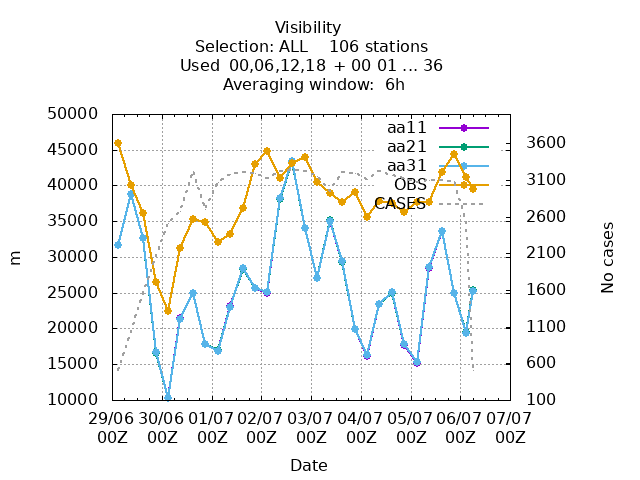 Visibility
Selection: ALL    106 stations
Used  00,06,12,18 + 00 01 ... 36
Averaging window:  6h
50000
45000
40000
35000
30000
25000
20000
15000
10000
m
3600
3100
2600
2100
1600
1100
600
100
No cases
aa11
aa21
aa31
OBS
CASES
29/06 30/06 01/07 02/07 03/07 04/07 05/07 06/07 07/07
00Z 00Z 00Z 00Z 00Z 00Z 00Z 00Z 00Z
Date